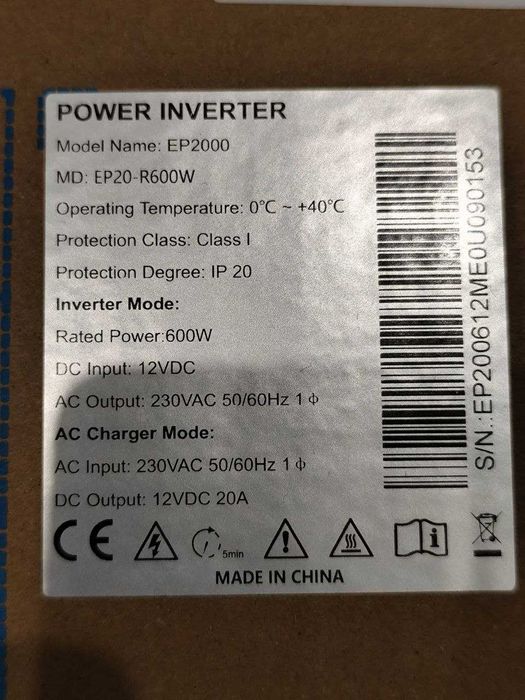 POWER INVERTER
Model Name: EP2000
MD: EP20-R600W
Operating Temperature: 0℃ ~ +40℃
Protection Class: Class I
Protection Degree: IP 20
Inverter Mode:
Rated Power:600W
DC Input: 12VDC
AC Output: 230VAC 50/60Hz 1 ф
AC Charger Mode:
AC Input: 230VAC 50/60Hz 1 ф
DC Output: 12VDC 20A
CE
5min
i
MADE IN CHINA
S/N.:EP200612ME0U090153